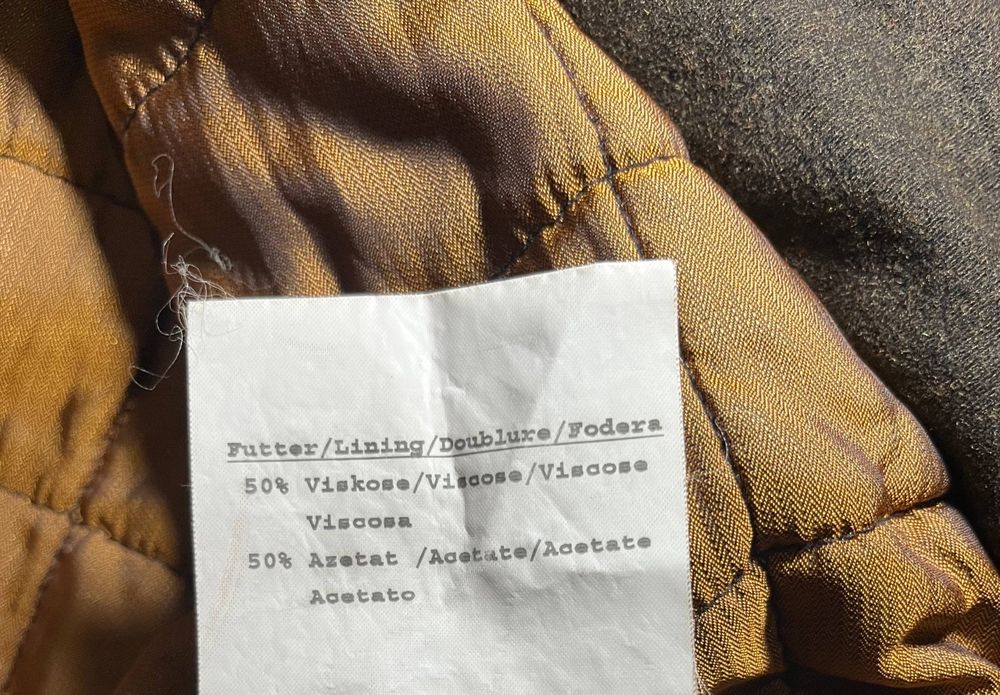 Futter/Lining/Doublure/Fodera
50% Viskose/Viscose/Viscose
Viscosa
50% Azetat /Acetate/Acetate
Acetato